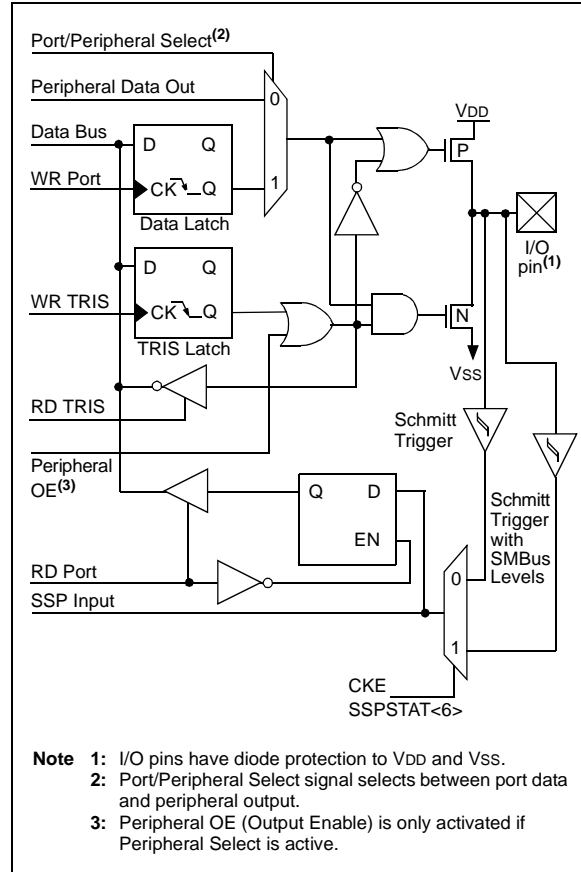 Port/Peripheral Select(2)
Peripheral Data Out
0
VDD
Data Bus
D Q
P
WR Port
CK Q
1
Data Latch
I/O
pin(1)
D Q
WR TRIS
CK Q
N
TRIS Latch
VSS
RD TRIS
Schmitt
Trigger
Peripheral
OE(3)
Q D
EN
Schmitt
Trigger
with
SMBus
Levels
RD Port
0
SSP Input
1
CKE
SSPSTAT<6>
Note 1: I/O pins have diode protection to VDD and VSS.
2: Port/Peripheral Select signal selects between port data
and peripheral output.
3: Peripheral OE (Output Enable) is only activated if
Peripheral Select is active.